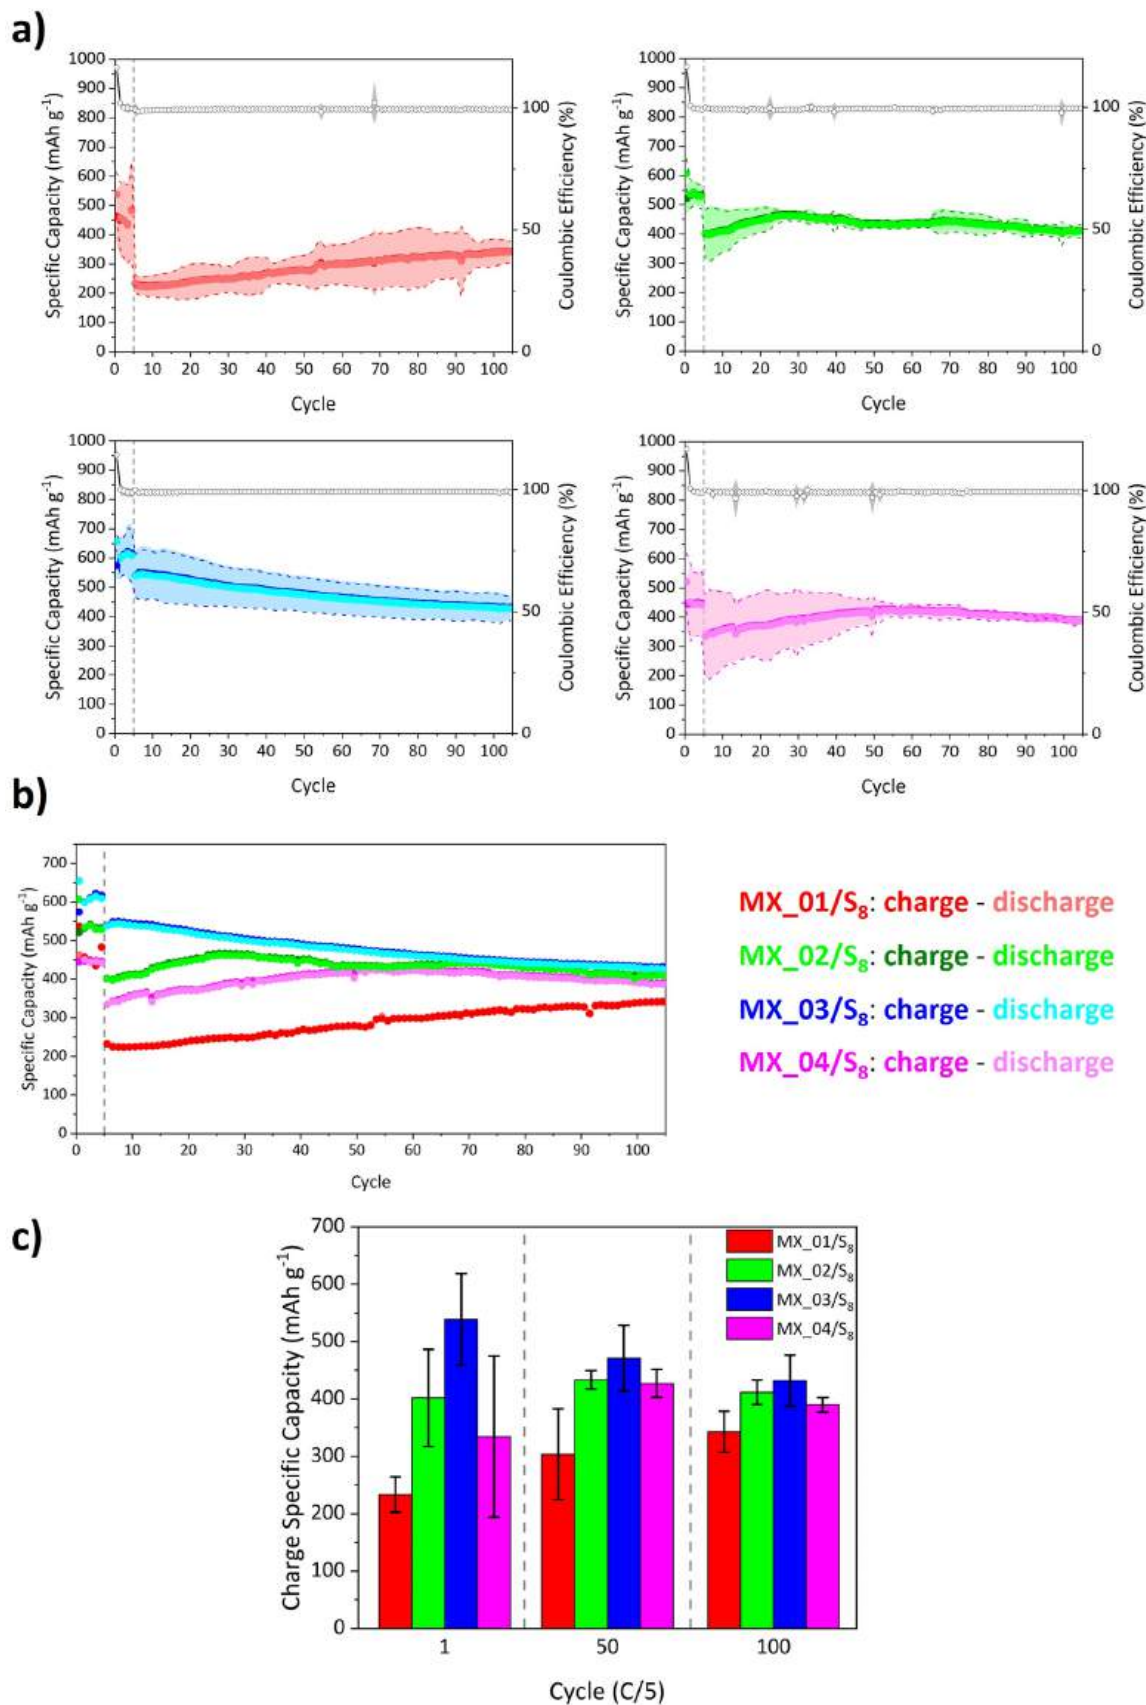 a)
1000
900
800
700
600
500
400
300
200
100
0
Specific Capacity (mAh g⁻¹)
0 10 20 30 40 50 60 70 80 90 100
Cycle
100
50
0
Coulombic Efficiency (%)
1000
900
800
700
600
500
400
300
200
100
0
Specific Capacity (mAh g⁻¹)
0 10 20 30 40 50 60 70 80 90 100
Cycle
100
50
0
Coulombic Efficiency (%)
1000
900
800
700
600
500
400
300
200
100
0
Specific Capacity (mAh g⁻¹)
0 10 20 30 40 50 60 70 80 90 100
Cycle
100
50
0
Coulombic Efficiency (%)
1000
900
800
700
600
500
400
300
200
100
0
Specific Capacity (mAh g⁻¹)
0 10 20 30 40 50 60 70 80 90 100
Cycle
100
50
0
Coulombic Efficiency (%)
b)
700
600
500
400
300
200
100
0
Specific Capacity (mAh g⁻¹)
0 10 20 30 40 50 60 70 80 90 100
Cycle
MX_01/S₈: charge - discharge
MX_02/S₈: charge - discharge
MX_03/S₈: charge - discharge
MX_04/S₈: charge - discharge
c)
700
600
500
400
300
200
100
0
Charge Specific Capacity (mAh g⁻¹)
MX_01/S₈
MX_02/S₈
MX_03/S₈
MX_04/S₈
1 50 100
Cycle (C/5)